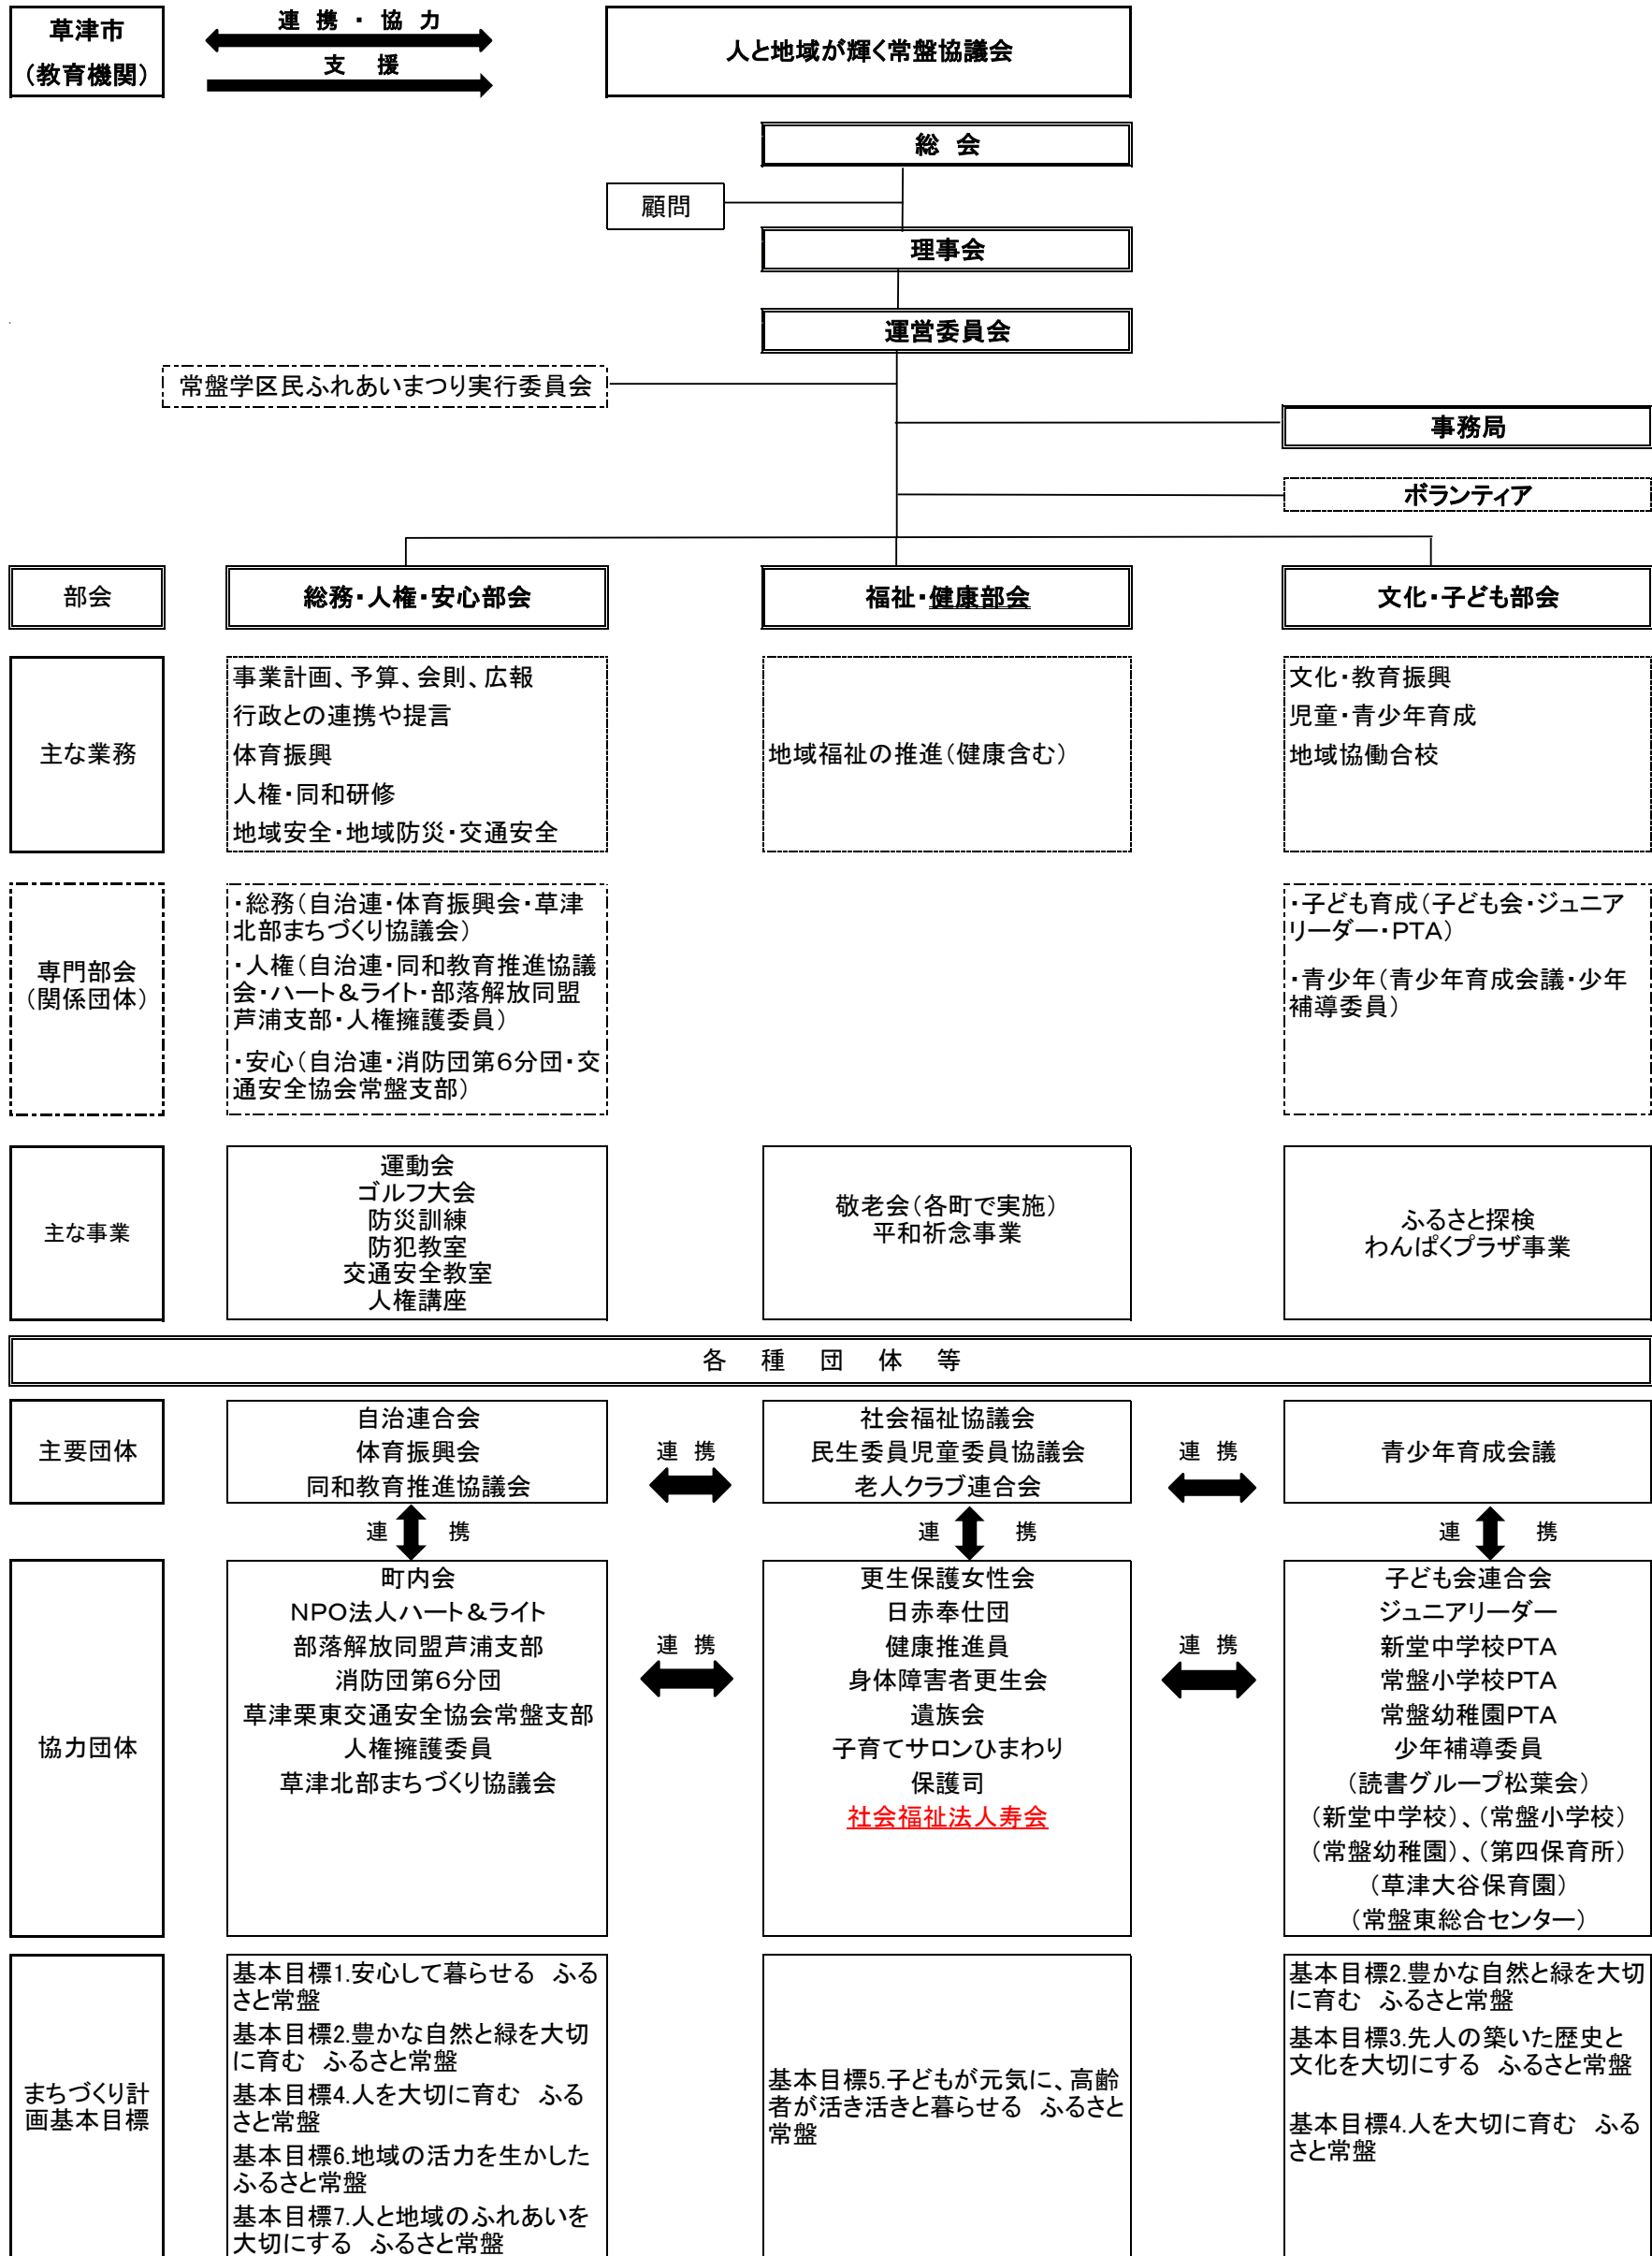 草津市
（教育機関）
連 携 ・ 協 力
支 援
人と地域が輝く常盤協議会
総 会
顧問
理事会
運営委員会
常盤学区民ふれあいまつり実行委員会
事務局
ボランティア
部会
総務・人権・安心部会
福祉・健康部会
文化・子ども部会
主な業務
事業計画、予算、会則、広報
行政との連携や提言
体育振興
人権・同和研修
地域安全・地域防災・交通安全
地域福祉の推進（健康含む）
文化・教育振興
児童・青少年育成
地域協働合校
専門部会
（関係団体）
・総務（自治連・体育振興会・草津
北部まちづくり協議会）
・人権（自治連・同和教育推進協議
会・ハート＆ライト・部落解放同盟
芦浦支部・人権擁護委員）
・安心（自治連・消防団第６分団・交
通安全協会常盤支部）
・子ども育成（子ども会・ジュニア
リーダー・PTA）
・青少年（青少年育成会議・少年
補導委員）
主な事業
運動会
ゴルフ大会
防災訓練
防犯教室
交通安全教室
人権講座
敬老会（各町で実施）
平和祈念事業
ふるさと探検
わんぱくプラザ事業
各 種 団 体 等
主要団体
自治連合会
体育振興会
同和教育推進協議会
連 携
社会福祉協議会
民生委員児童委員協議会
老人クラブ連合会
連 携
青少年育成会議
連 携
連 携
連 携
協力団体
町内会
NPO法人ハート＆ライト
部落解放同盟芦浦支部
消防団第６分団
草津栗東交通安全協会常盤支部
人権擁護委員
草津北部まちづくり協議会
連 携
更生保護女性会
日赤奉仕団
健康推進員
身体障害者更生会
遺族会
子育てサロンひまわり
保護司
社会福祉法人寿会
連 携
子ども会連合会
ジュニアリーダー
新堂中学校PTA
常盤小学校PTA
常盤幼稚園PTA
少年補導委員
（読書グループ松葉会）
（新堂中学校）、（常盤小学校）
（常盤幼稚園）、（第四保育所）
（草津大谷保育園）
（常盤東総合センター）
まちづくり計
画基本目標
基本目標1.安心して暮らせる ふる
さと常盤
基本目標2.豊かな自然と緑を大切
に育む ふるさと常盤
基本目標4.人を大切に育む ふる
さと常盤
基本目標6.地域の活力を生かした
ふるさと常盤
基本目標7.人と地域のふれあいを
大切にする ふるさと常盤
基本目標5.子どもが元気に、高齢
者が活き活きと暮らせる ふるさと
常盤
基本目標2.豊かな自然と緑を大切
に育む ふるさと常盤
基本目標3.先人の築いた歴史と
文化を大切にする ふるさと常盤
基本目標4.人を大切に育む ふる
さと常盤